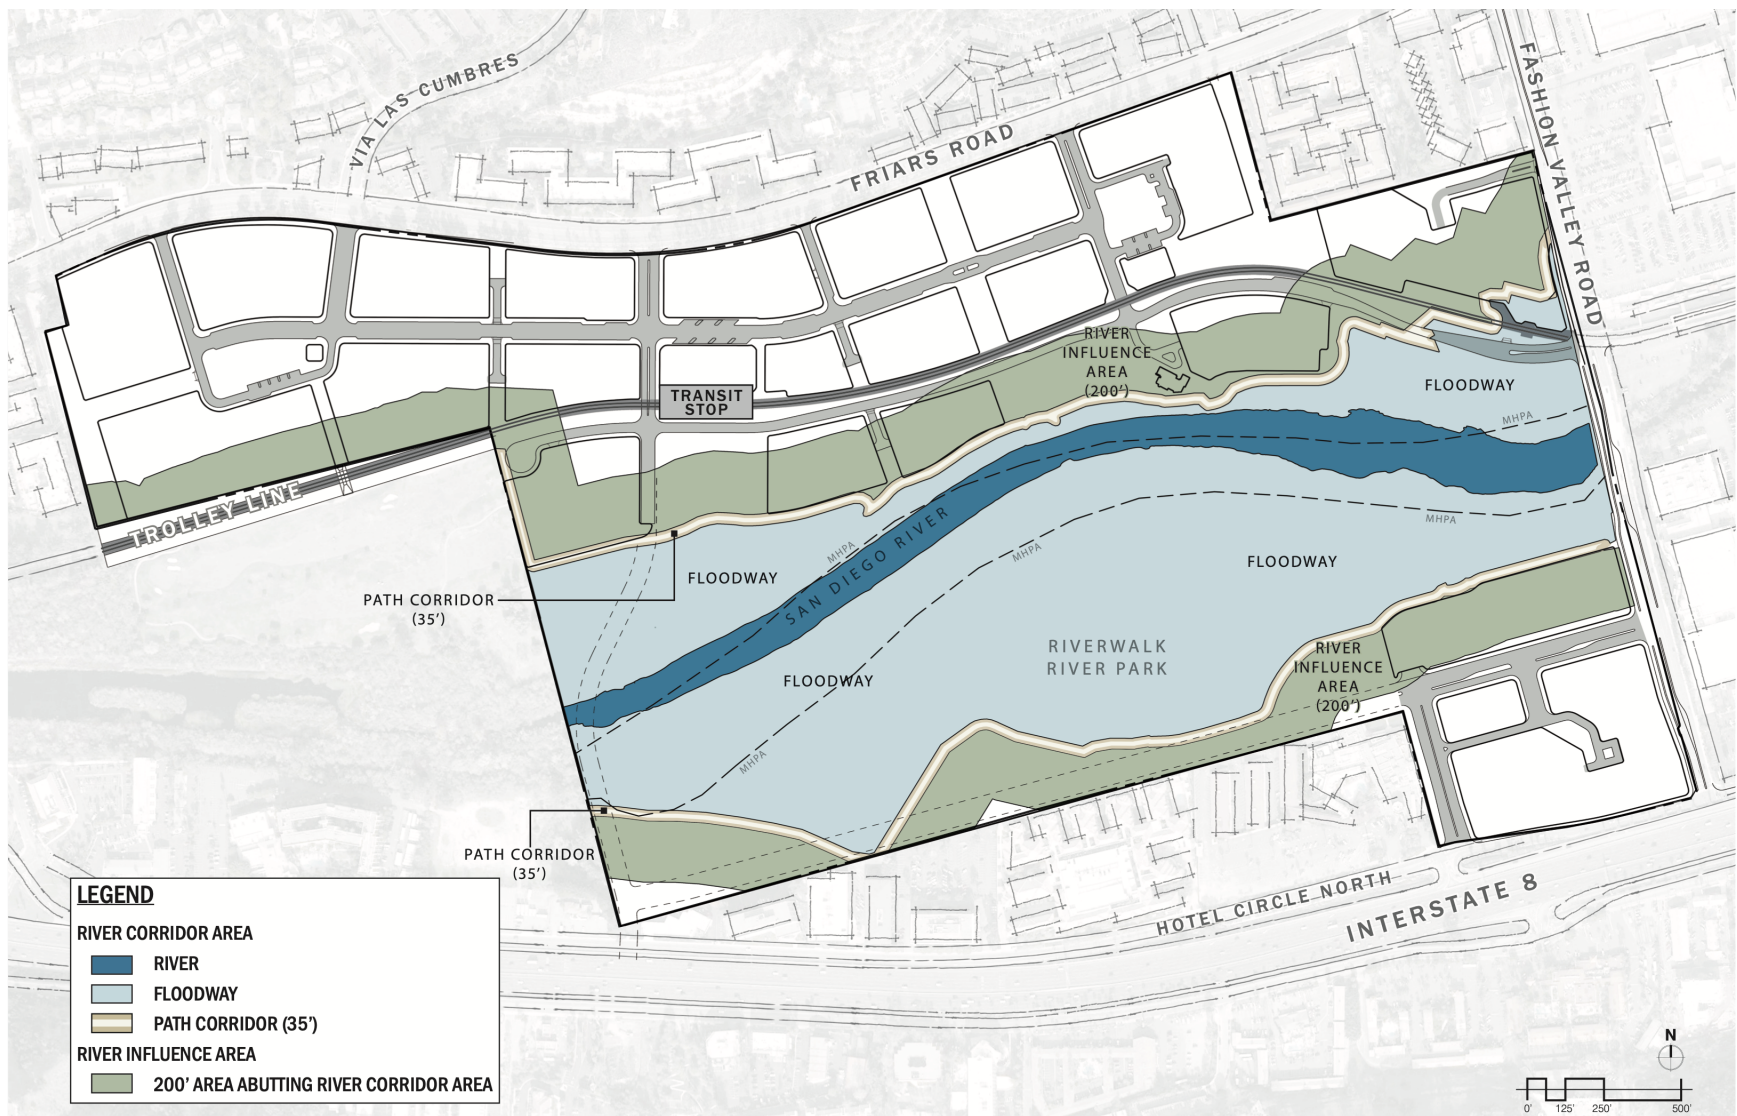 VIA LAS CUMBRES
FRIARS ROAD
FASHION VALLEY ROAD
RIVER
INFLUENCE
AREA
(200')
TRANSIT
STOP
FLOODWAY
MHPA
TROLLEY LINE
MHPA
SAN DIEGO RIVER
MHPA
MHPA
FLOODWAY
FLOODWAY
PATH CORRIDOR
(35')
RIVERWALK
RIVER PARK
RIVER
INFLUENCE
AREA
(200')
FLOODWAY
MHPA
PATH CORRIDOR
(35')
HOTEL CIRCLE NORTH
INTERSTATE 8
LEGEND
RIVER CORRIDOR AREA
RIVER
FLOODWAY
PATH CORRIDOR (35')
RIVER INFLUENCE AREA
200' AREA ABUTTING RIVER CORRIDOR AREA
N
0' 125' 250' 500'